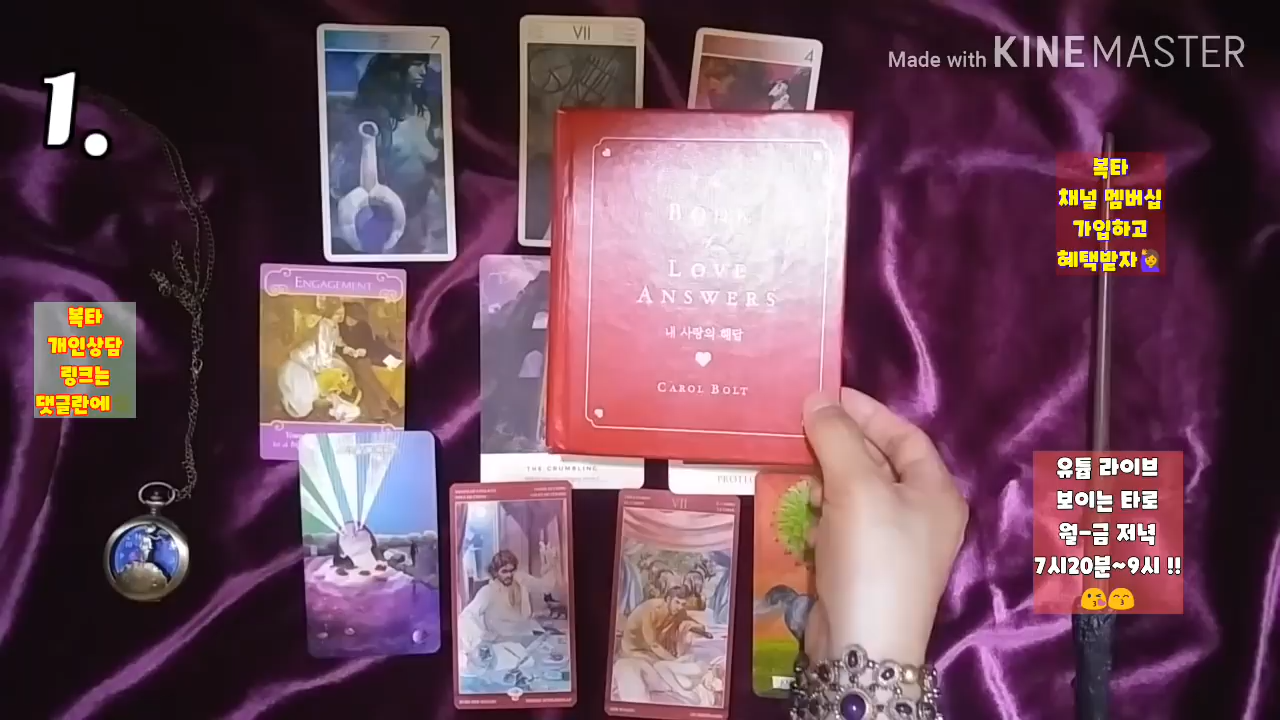 Made with KINEMASTER
1.
7
VII
4
복타
채널 멤버십
가입하고
혜택받자🙋
BOOK
LOVE
ANSWERS
내 사랑의 해답
CAROL BOLT
ENGAGEMENT
복타
개인상담
링크는
댓글란에
THE CRUMBLING
VII
유튭 라이브
보이는 타로
월-금 저녁
7시20분~9시 !!
😘😙